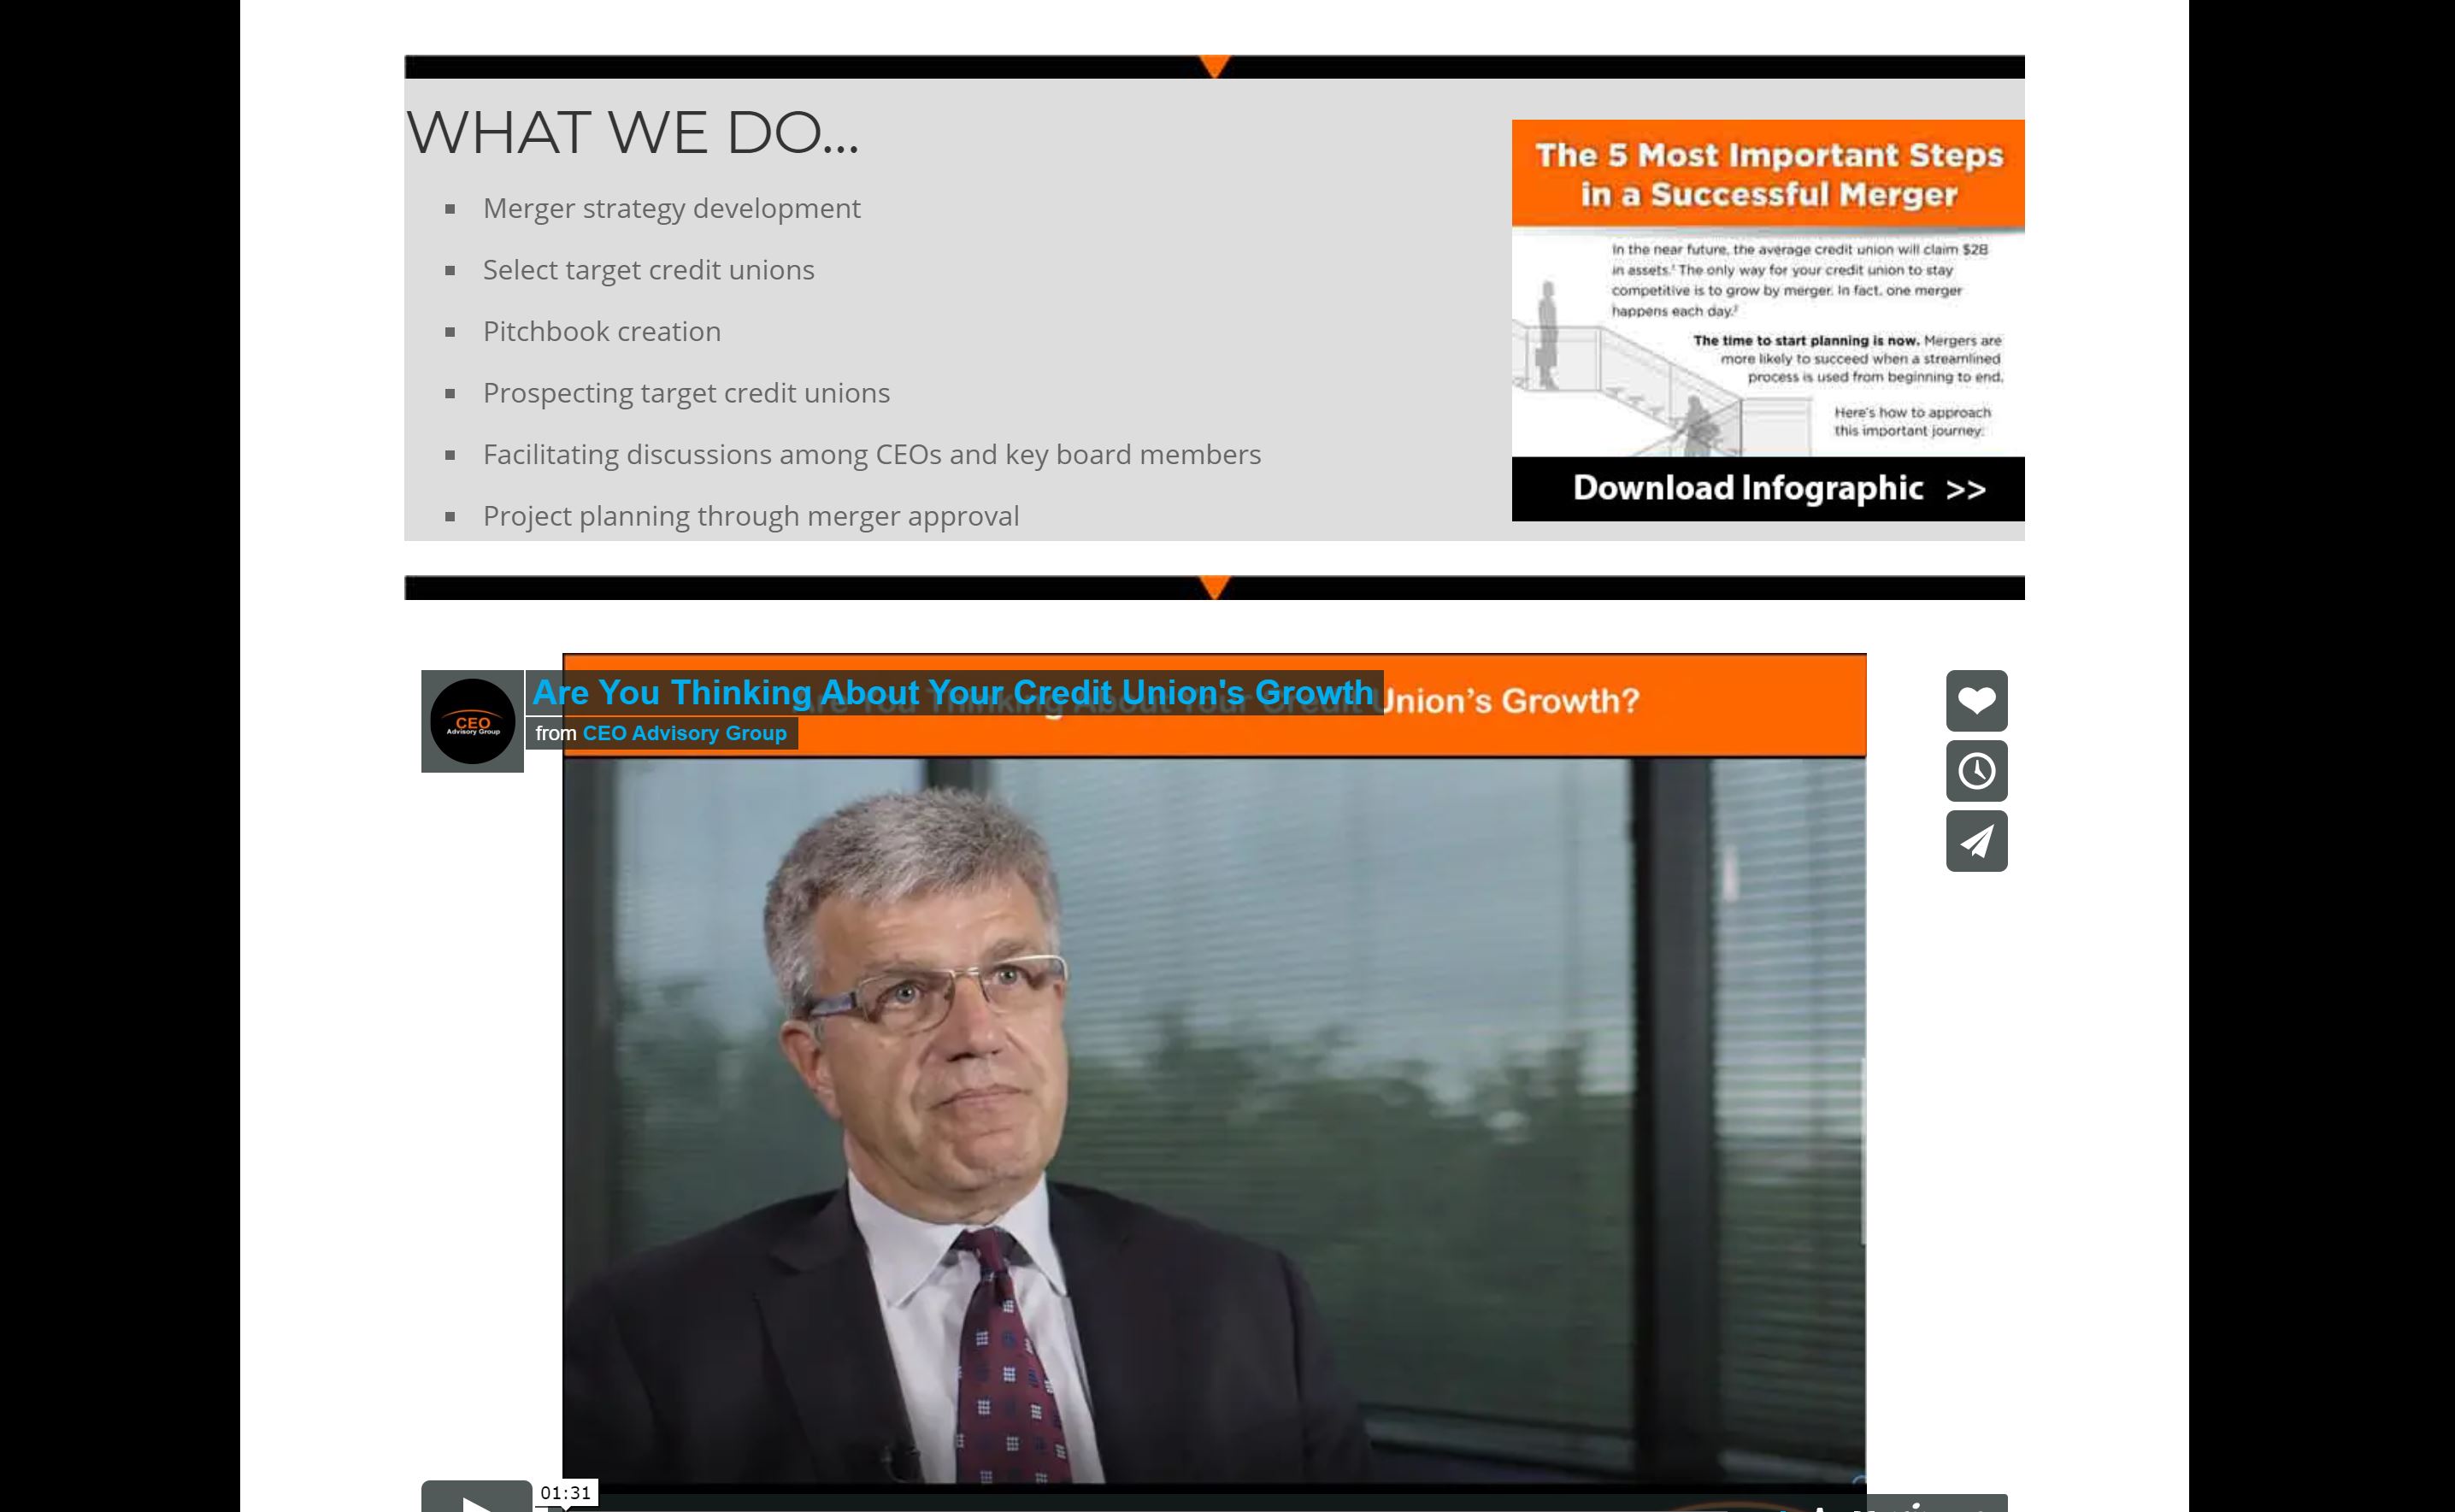 WHAT WE DO...
Merger strategy development
Select target credit unions
Pitchbook creation
Prospecting target credit unions
Facilitating discussions among CEOs and key board members
Project planning through merger approval
The 5 Most Important Steps
in a Successful Merger
In the near future, the average credit union will claim $2B
in assets.¹ The only way for your credit union to stay
competitive is to grow by merger. In fact, one merger
happens each day.²
The time to start planning is now. Mergers are
more likely to succeed when a streamlined
process is used from beginning to end.
Here's how to approach
this important journey:
Download Infographic >>
CEO
Advisory Group
Are You Thinking About Your Credit Union's Growth
from CEO Advisory Group
Union's Growth?
01:31